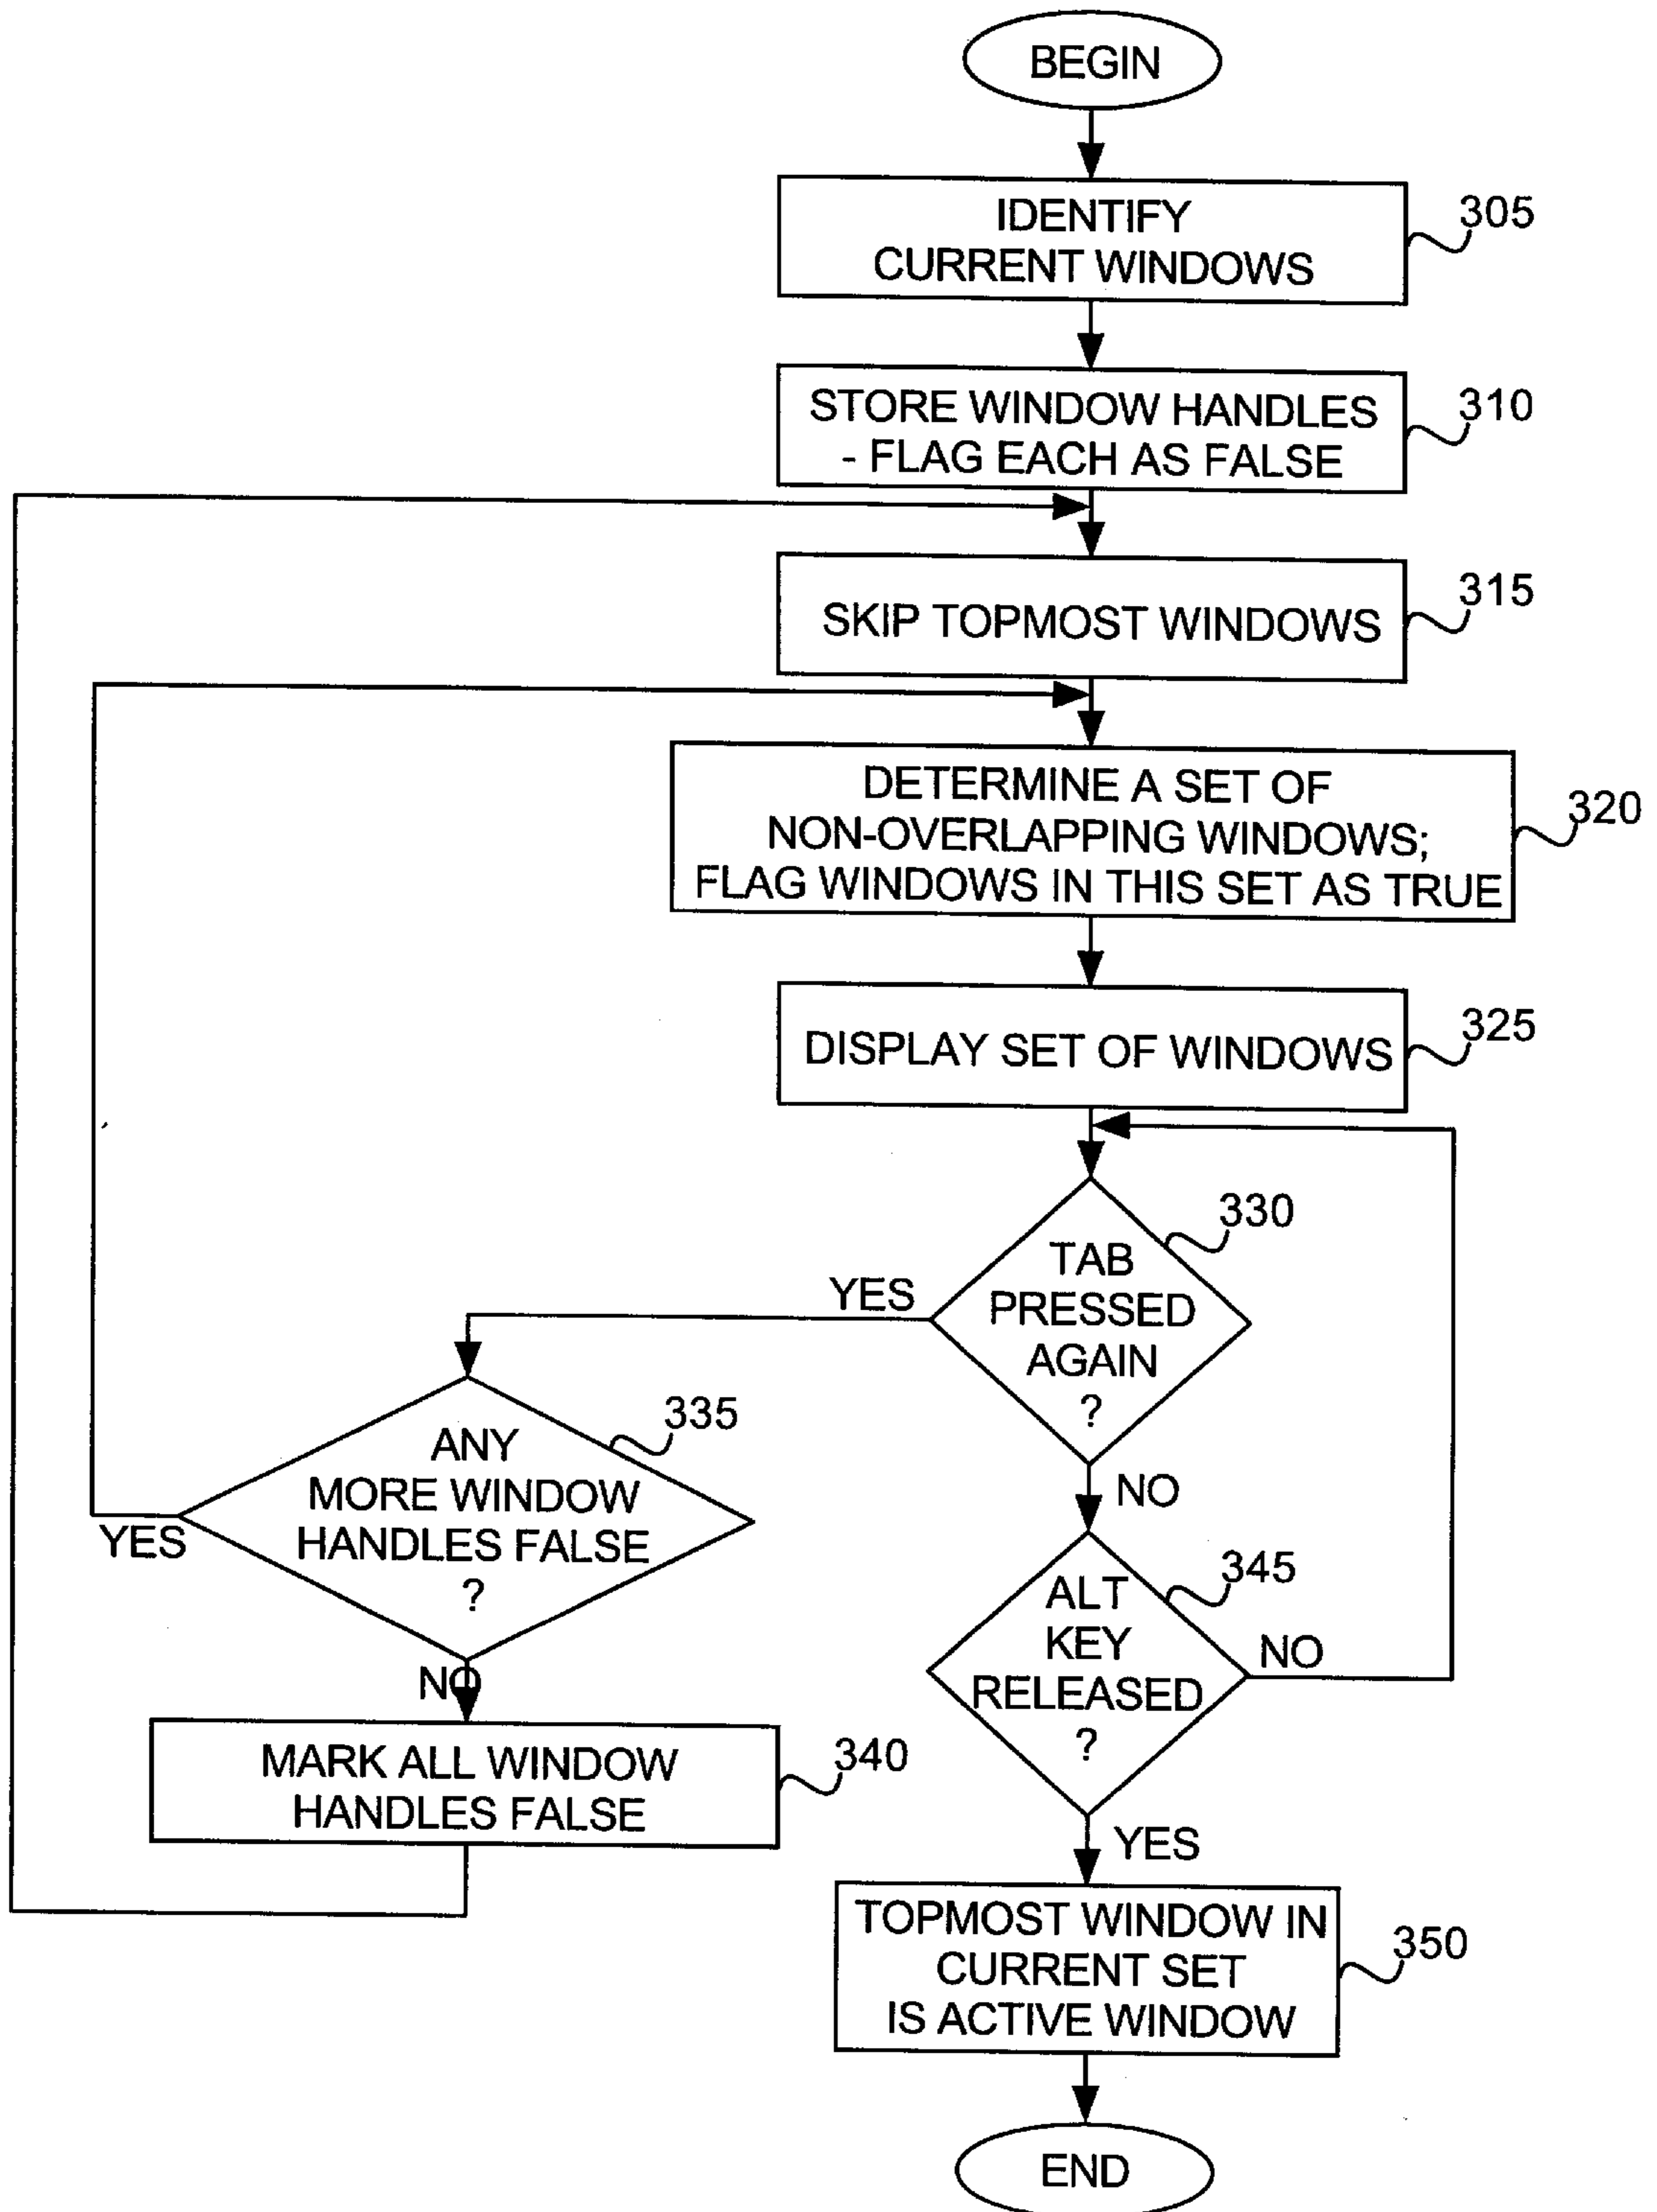 BEGIN
IDENTIFY
CURRENT WINDOWS
305
STORE WINDOW HANDLES
- FLAG EACH AS FALSE
310
SKIP TOPMOST WINDOWS
315
DETERMINE A SET OF
NON-OVERLAPPING WINDOWS;
FLAG WINDOWS IN THIS SET AS TRUE
320
DISPLAY SET OF WINDOWS
325
TAB
PRESSED
AGAIN
?
330
YES
NO
ANY
MORE WINDOW
HANDLES FALSE
?
335
YES
NO
MARK ALL WINDOW
HANDLES FALSE
340
ALT
KEY
RELEASED
?
345
NO
YES
TOPMOST WINDOW IN
CURRENT SET
IS ACTIVE WINDOW
350
END